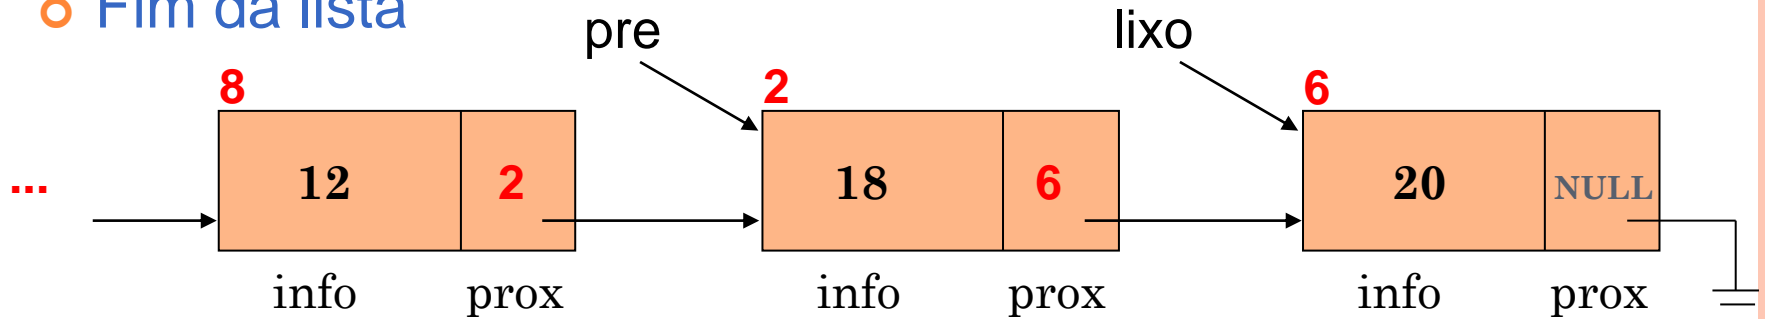 Fim da lista
pre lixo
8 2 6
... 12 2 18 6 20 NULL
info prox info prox info prox